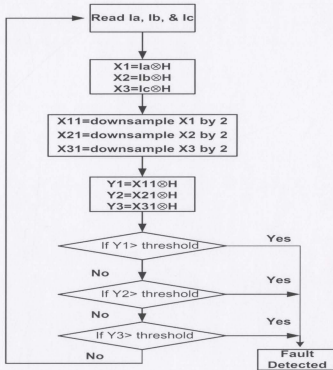 Read Ia, Ib, & Ic
X1=Ia⊗H
X2=Ib⊗H
X3=Ic⊗H
X11=downsample X1 by 2
X21=downsample X2 by 2
X31=downsample X3 by 2
Y1=X11⊗H
Y2=X21⊗H
Y3=X31⊗H
If Y1> threshold
Yes
No
If Y2> threshold
Yes
No
If Y3> threshold
Yes
No
Fault
Detected